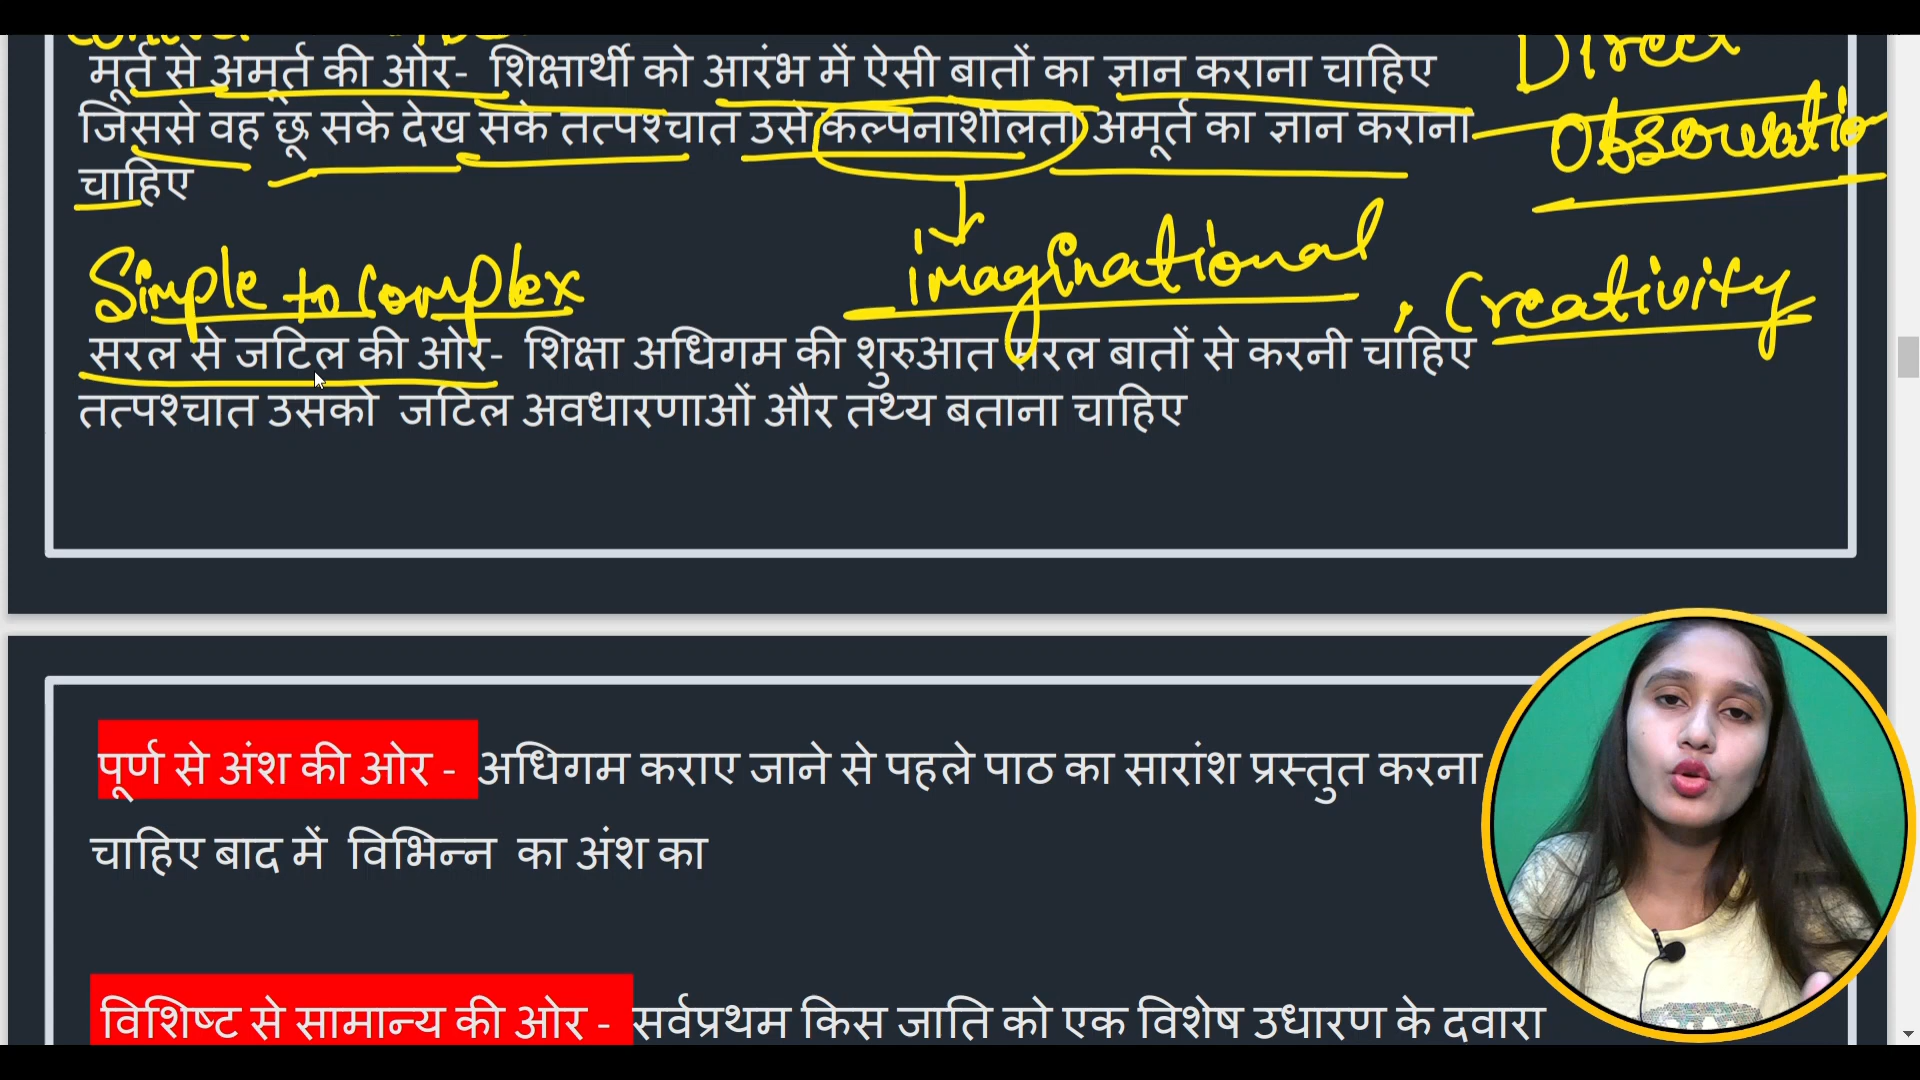 मूर्त से अमूर्त की ओर- शिक्षार्थी को आरंभ में ऐसी बातों का ज्ञान कराना चाहिए
Direct
जिससे वह छू सके देख सके तत्पश्चात उसे कल्पनाशीलता अमूर्त का ज्ञान कराना
Observation
चाहिए
imaginational , Creativity
Simple to Complex
सरल से जटिल की ओर- शिक्षा अधिगम की शुरुआत सरल बातों से करनी चाहिए
तत्पश्चात उसको जटिल अवधारणाओं और तथ्य बताना चाहिए
पूर्ण से अंश की ओर - अधिगम कराए जाने से पहले पाठ का सारांश प्रस्तुत करना
चाहिए बाद में विभिन्न का अंश का
विशिष्ट से सामान्य की ओर - सर्वप्रथम किस जाति को एक विशेष उधारण के दवारा